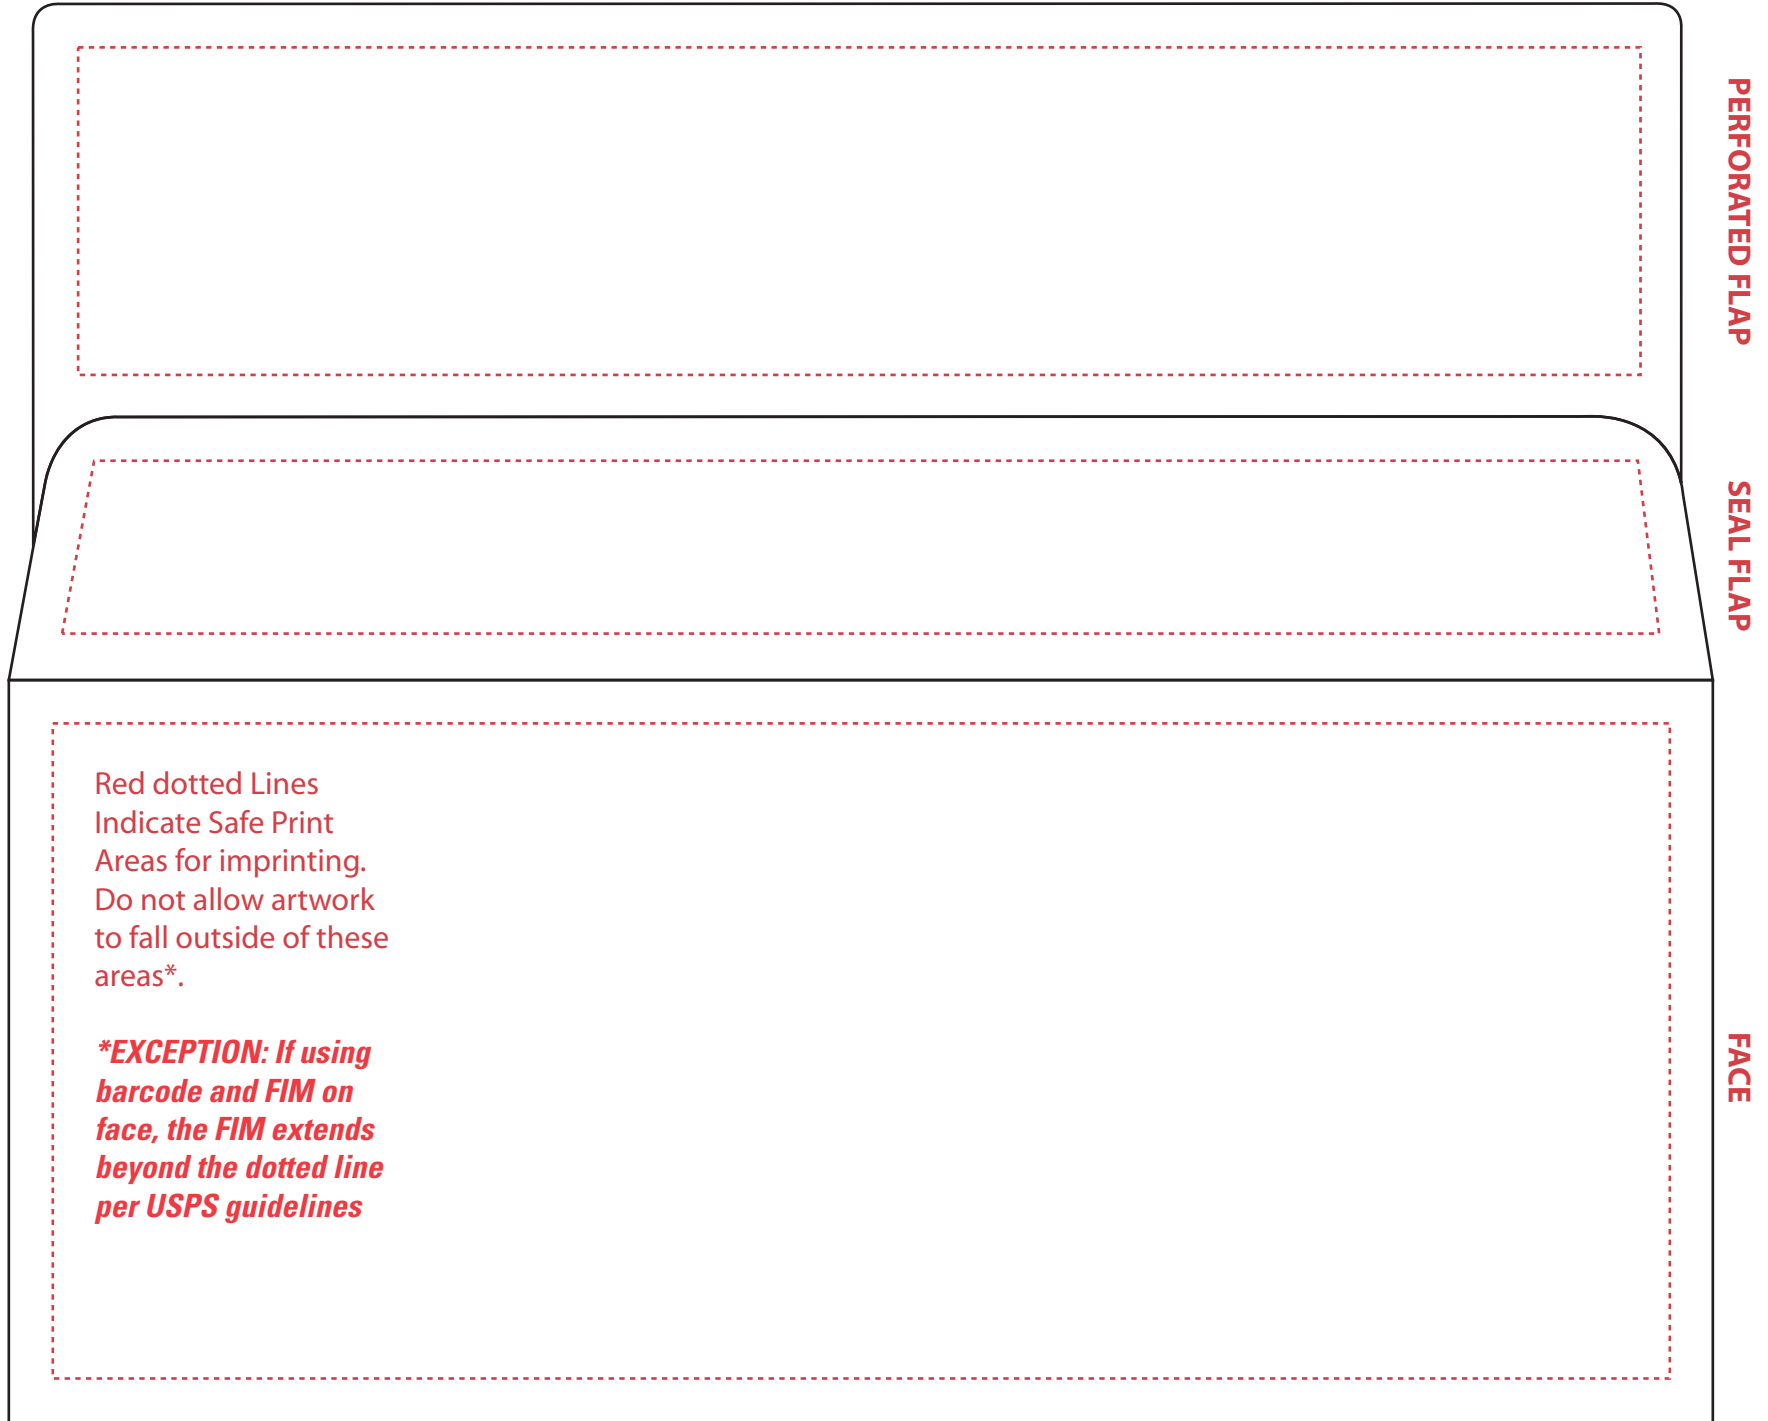 PERFORATED FLAP
SEAL FLAP
Red dotted Lines
Indicate Safe Print
Areas for imprinting.
Do not allow artwork
to fall outside of these
areas*.
*EXCEPTION: If using
barcode and FIM on
face, the FIM extends
beyond the dotted line
per USPS guidelines
FACE